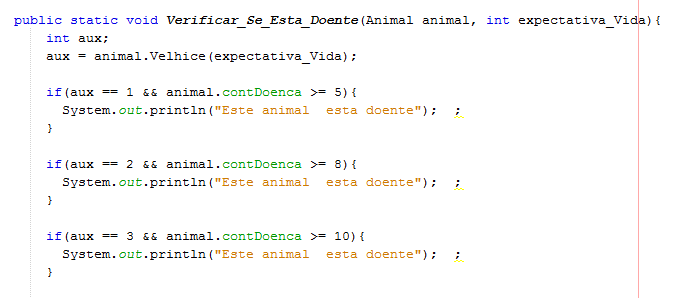 public static void Verificar_Se_Esta_Doente(Animal animal, int expectativa_Vida){
    int aux;
    aux = animal.Velhice(expectativa_Vida);

    if(aux == 1 && animal.contDoenca >= 5){
      System.out.println("Este animal  esta doente");  ;
    }

    if(aux == 2 && animal.contDoenca >= 8){
      System.out.println("Este animal  esta doente");  ;
    }

    if(aux == 3 && animal.contDoenca >= 10){
      System.out.println("Este animal  esta doente");  ;
    }